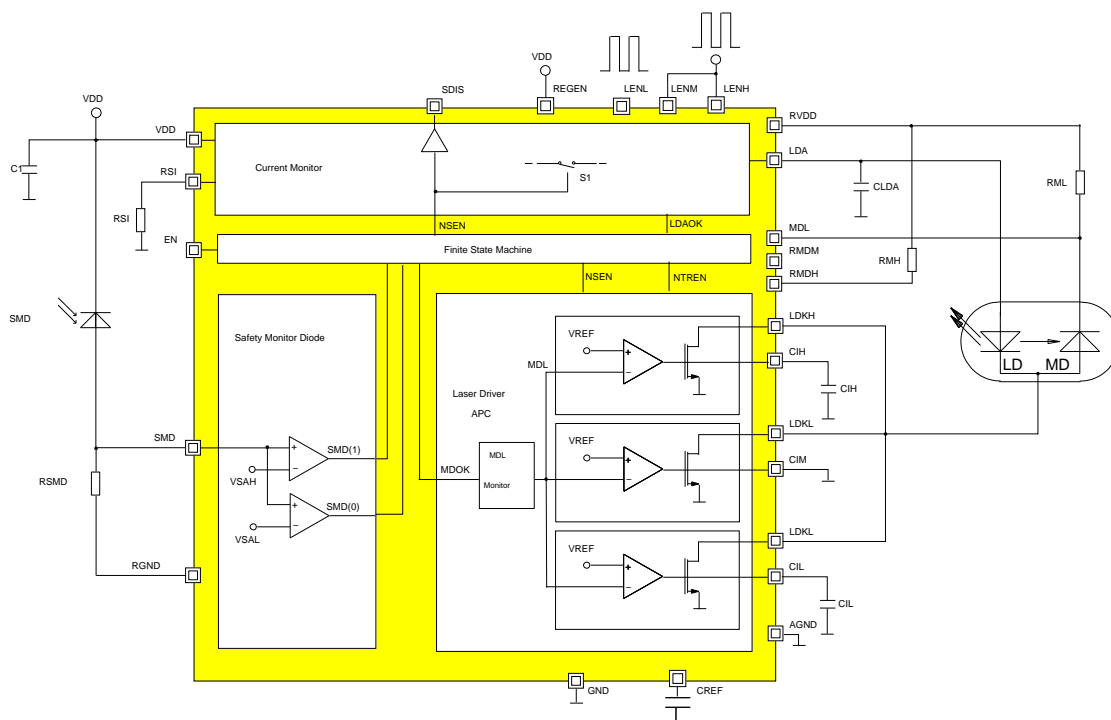 VDD
LENL
LENM
LENH
SDIS
REGEN
VDD
VDD
C1
RSI
RSI
EN
Current Monitor
S1
RVDD
LDA
CLDA
RML
NSEN
LDAOK
Finite State Machine
MDL
RMDM
RMH
RMDH
NSEN
NTREN
SMD
Safety Monitor Diode
VREF
MDL
LDKH
CIH
CIH
LD
MD
Laser Driver
APC
SMD
SMD(1)
VSAH
RSMD
SMD(0)
VSAL
MDOK
MDL
Monitor
VREF
LDKL
CIM
VREF
LDKL
CIL
CIL
RGND
AGND
GND
CREF